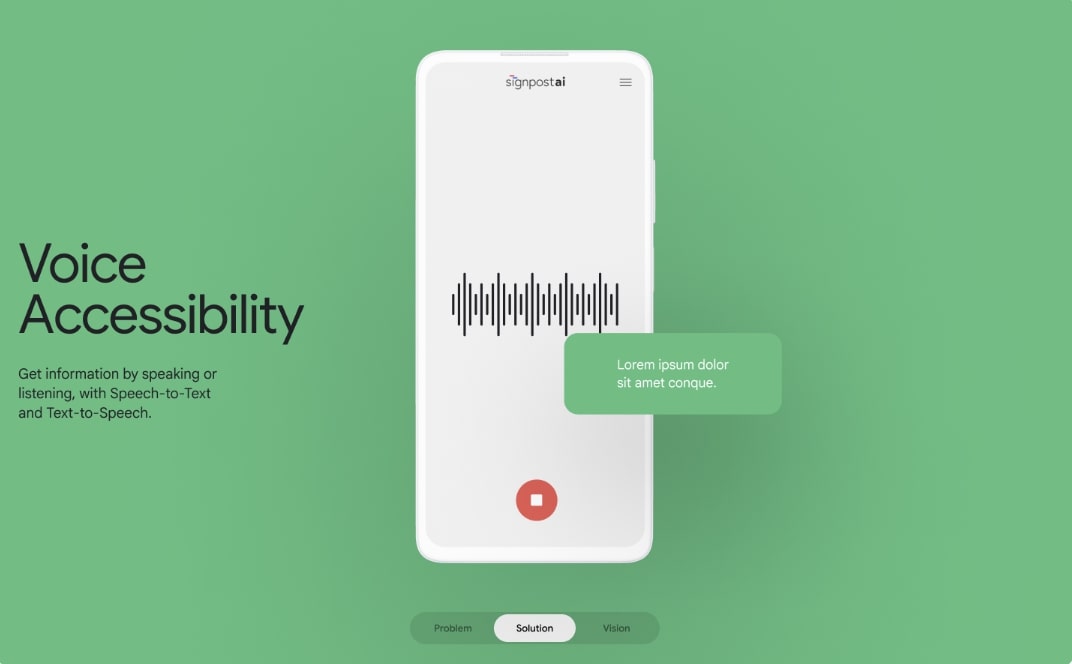 signpostai
Voice
Accessibility
Get information by speaking or
listening, with Speech-to-Text
and Text-to-Speech.
Lorem ipsum dolor
sit amet conque.
Problem
Solution
Vision